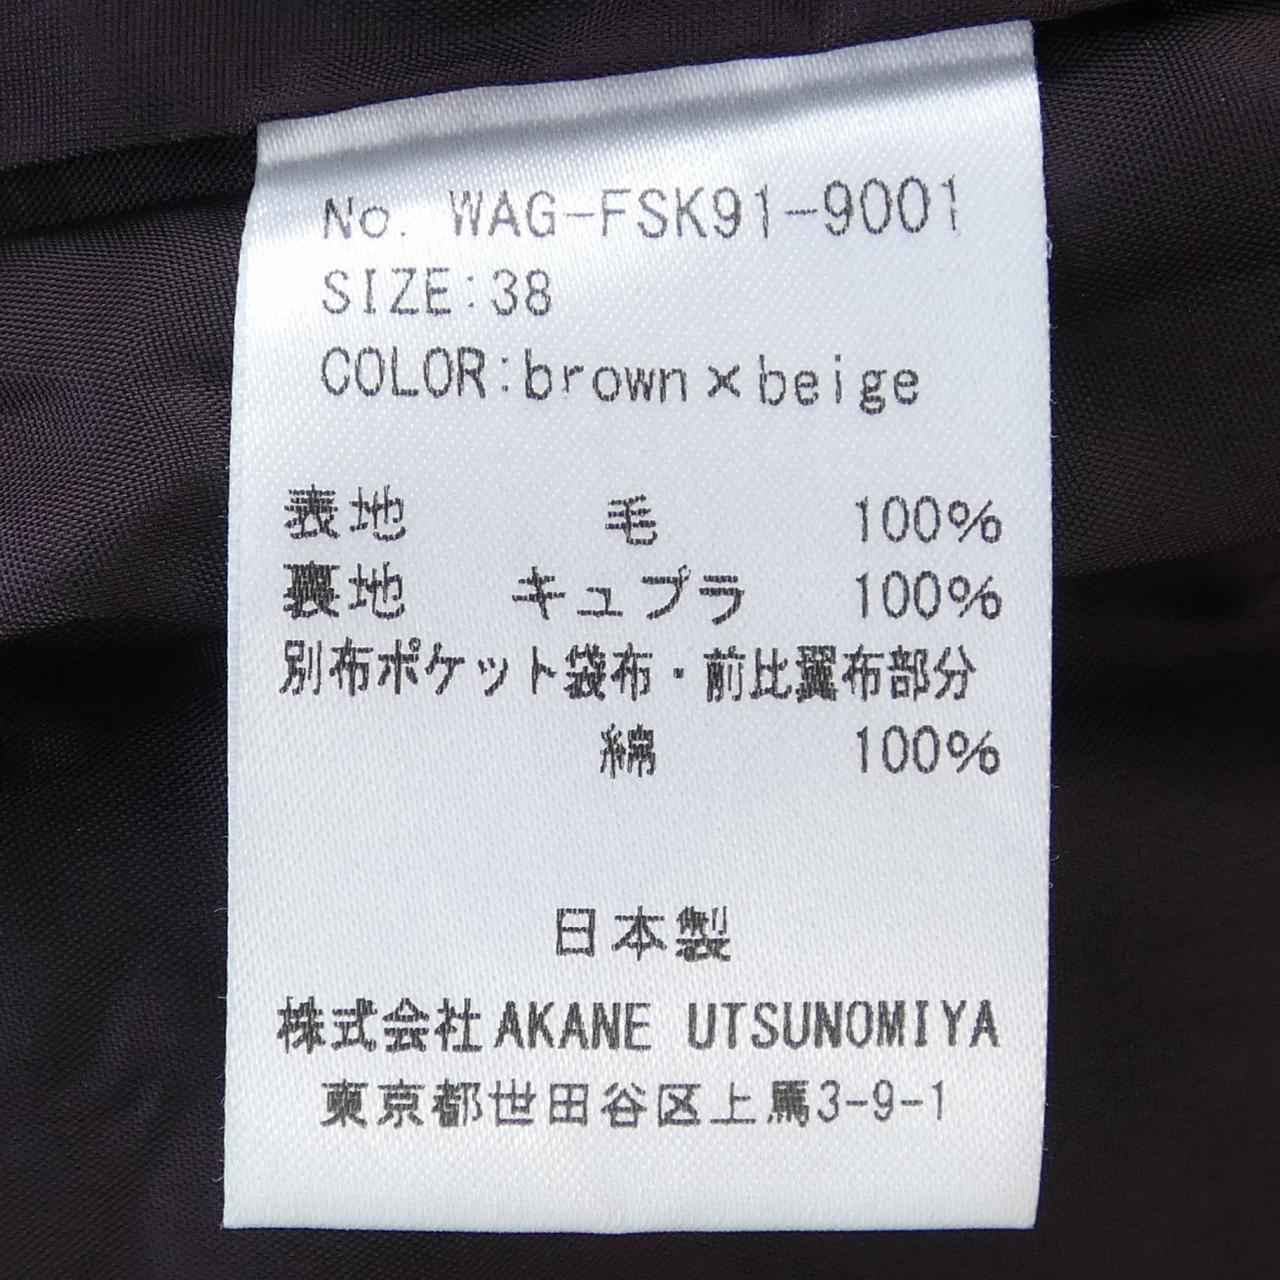 No. WAG-FSK91-9001
SIZE:38
COLOR:brown×beige
表地 毛 100%
裏地 キュプラ 100%
別布ポケット袋布・前比翼布部分
綿 100%
日本製
株式会社AKANE UTSUNOMIYA
東京都世田谷区上馬3-9-1